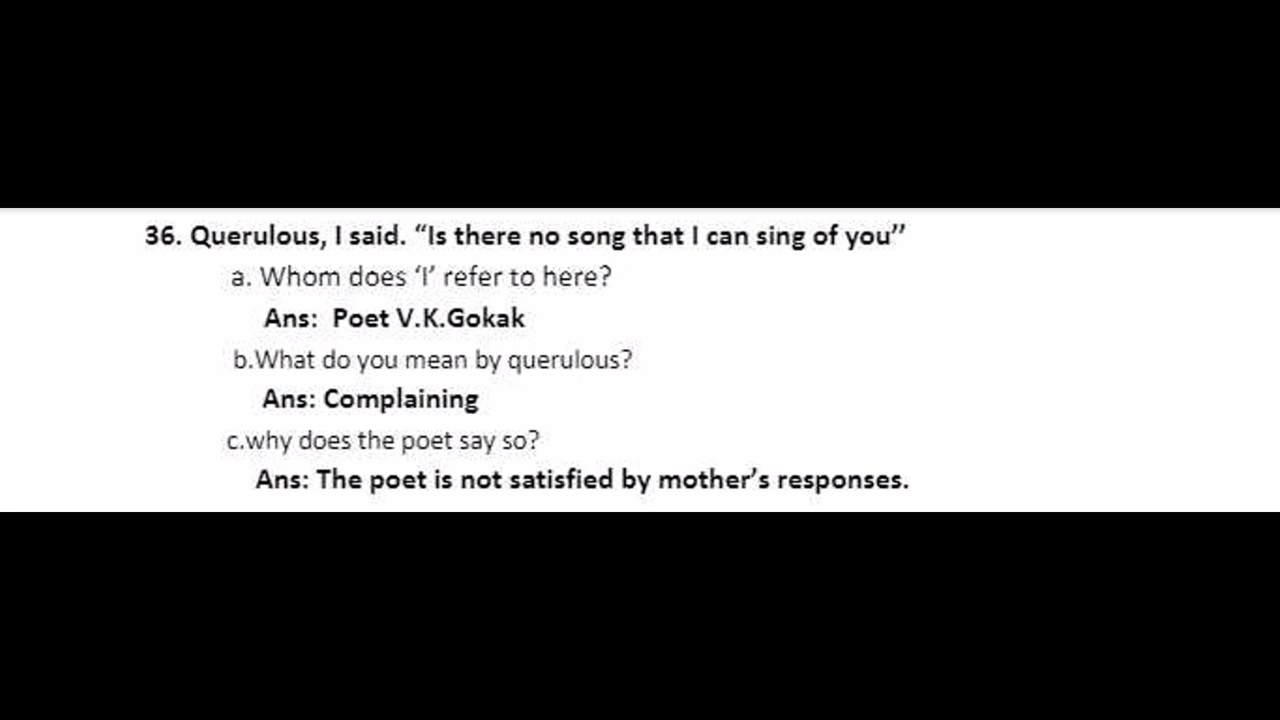 36. Querulous, I said. “Is there no song that I can sing of you”
a. Whom does ‘I’ refer to here?
Ans: Poet V.K.Gokak
b.What do you mean by querulous?
Ans: Complaining
c.why does the poet say so?
Ans: The poet is not satisfied by mother’s responses.